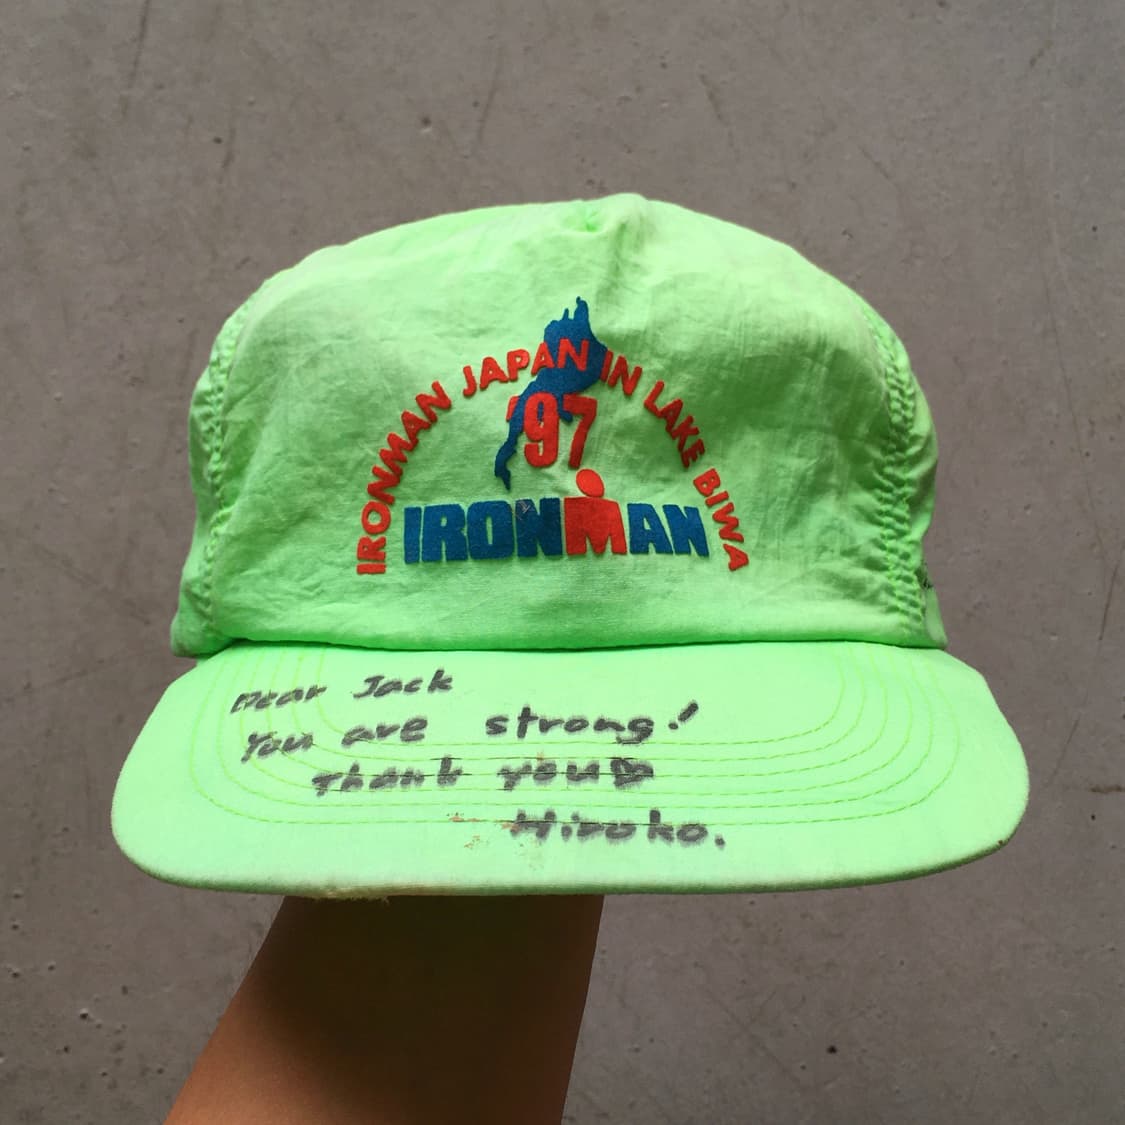 IRONMAN JAPAN IN LAKE BIWA
'97
IRONMAN
Dear Jack
You are strong!
Thank you
Hiroko.